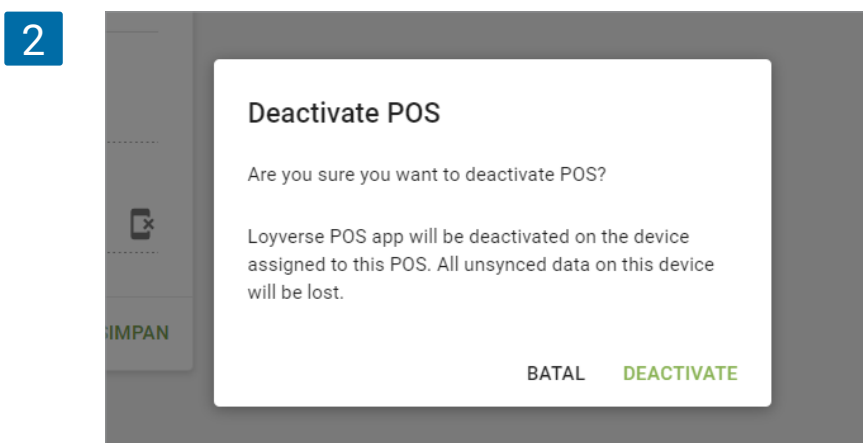 2
Deactivate POS
Are you sure you want to deactivate POS?
Loyverse POS app will be deactivated on the device
assigned to this POS. All unsynced data on this device
will be lost.
SIMPAN
BATAL DEACTIVATE